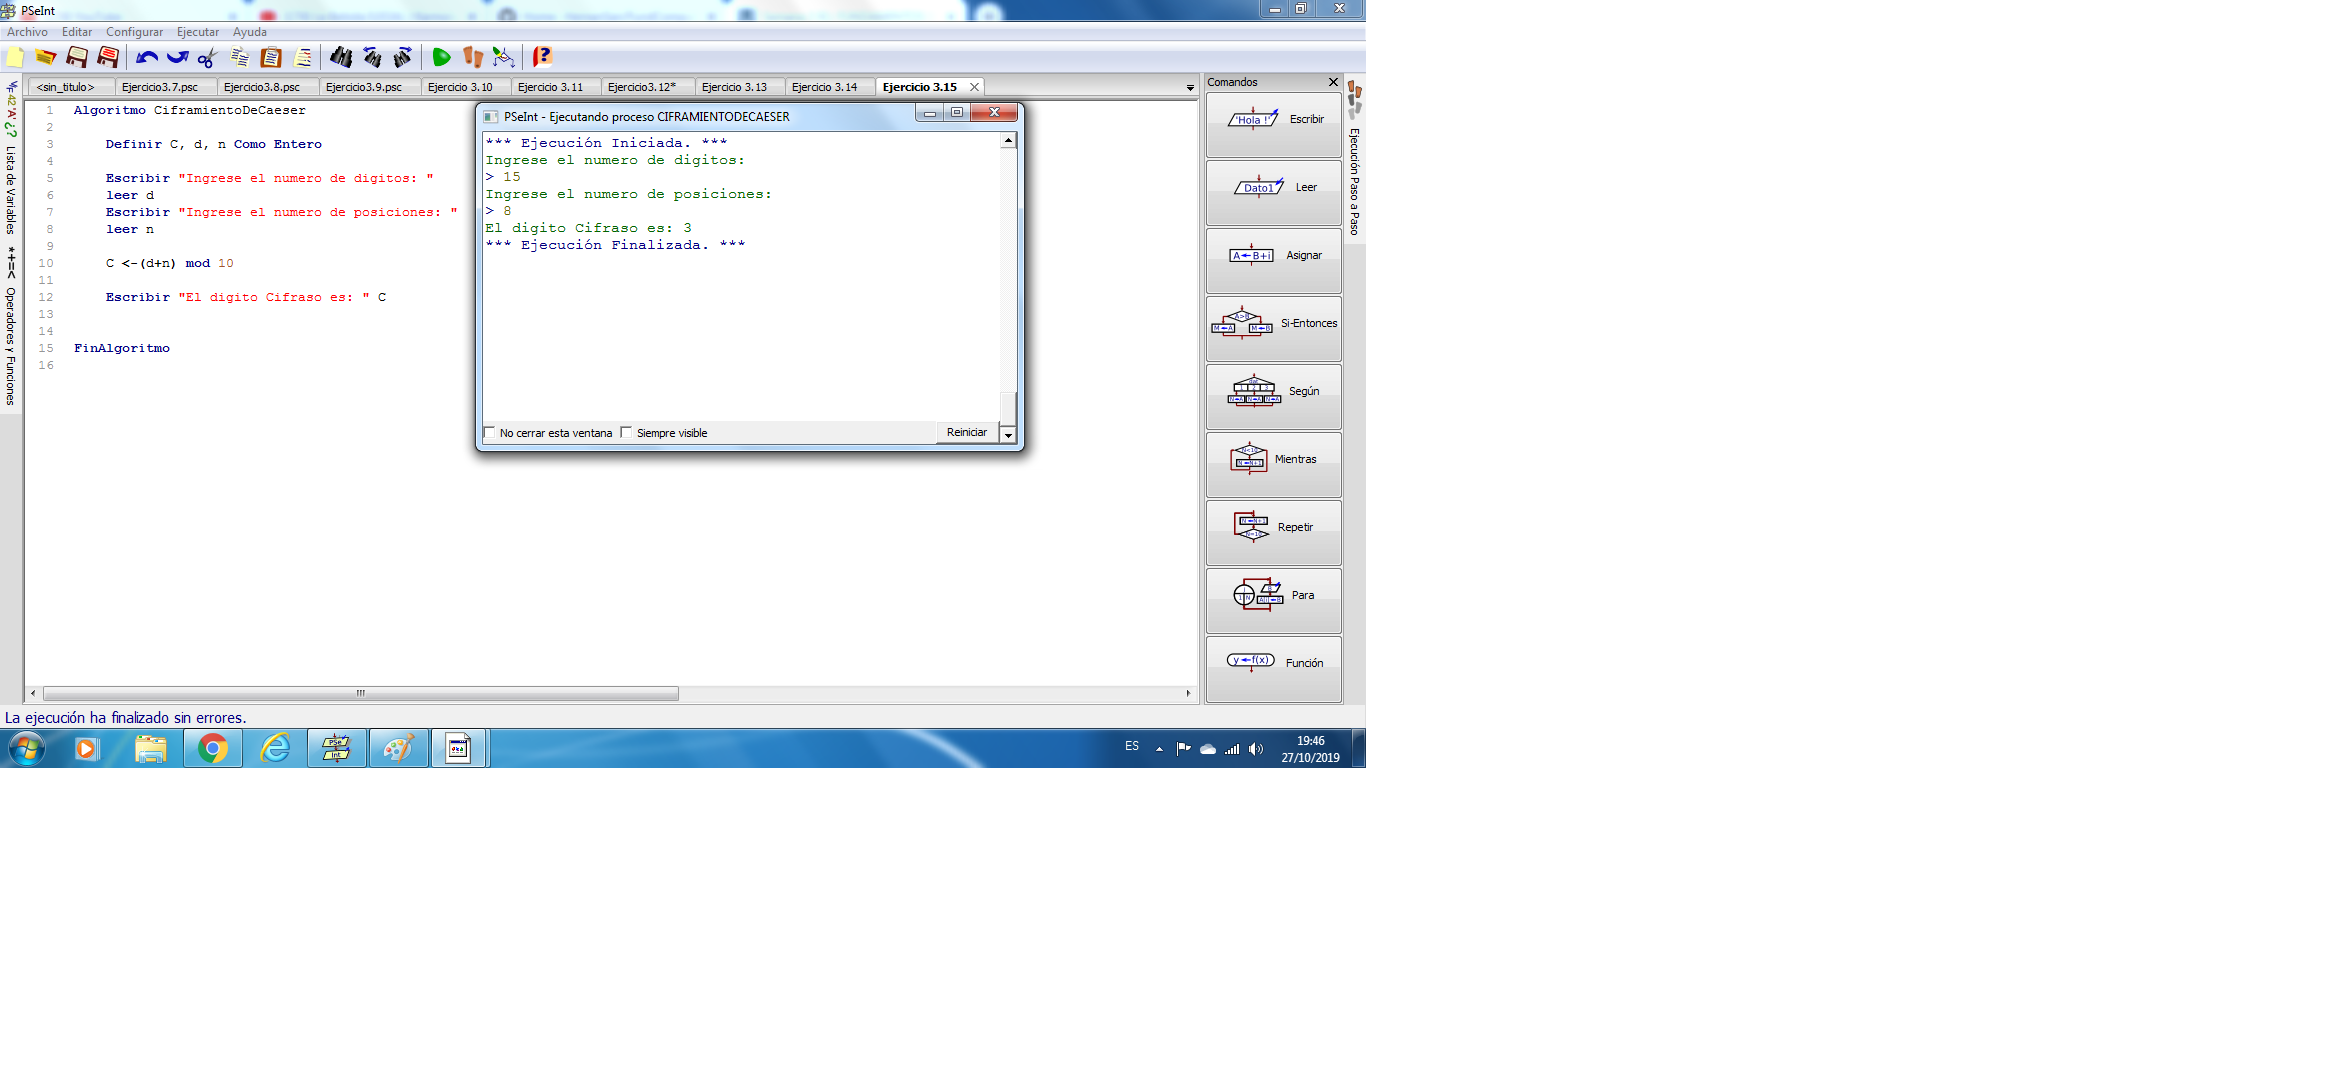 PSeInt
Archivo Editar Configurar Ejecutar Ayuda
<sin_titulo> Ejercicio3.7.psc Ejercicio3.8.psc Ejercicio3.9.psc Ejercicio 3.10 Ejercicio 3.11 Ejercicio3.12* Ejercicio 3.13 Ejercicio 3.14 Ejercicio 3.15
Lista de Variables
Operadores y Funciones
1 Algoritmo CiframientoDeCaeser
2
3 Definir C, d, n Como Entero
4
5 Escribir "Ingrese el numero de digitos: "
6 leer d
7 Escribir "Ingrese el numero de posiciones: "
8 leer n
9
10 C <-(d+n) mod 10
11
12 Escribir "El digito Cifraso es: " C
13
14
15 FinAlgoritmo
16
PSeInt - Ejecutando proceso CIFRAMIENTODECAESER
*** Ejecución Iniciada. ***
Ingrese el numero de digitos:
> 15
Ingrese el numero de posiciones:
> 8
El digito Cifraso es: 3
*** Ejecución Finalizada. ***
No cerrar esta ventana Siempre visible Reiniciar
Comandos
'Hola !' Escribir
Dato1 Leer
A←B+i Asignar
Si-Entonces
Según
Mientras
Repetir
Para
y←f(x) Función
Ejecución Paso a Paso
La ejecución ha finalizado sin errores.
ES
19:46
27/10/2019